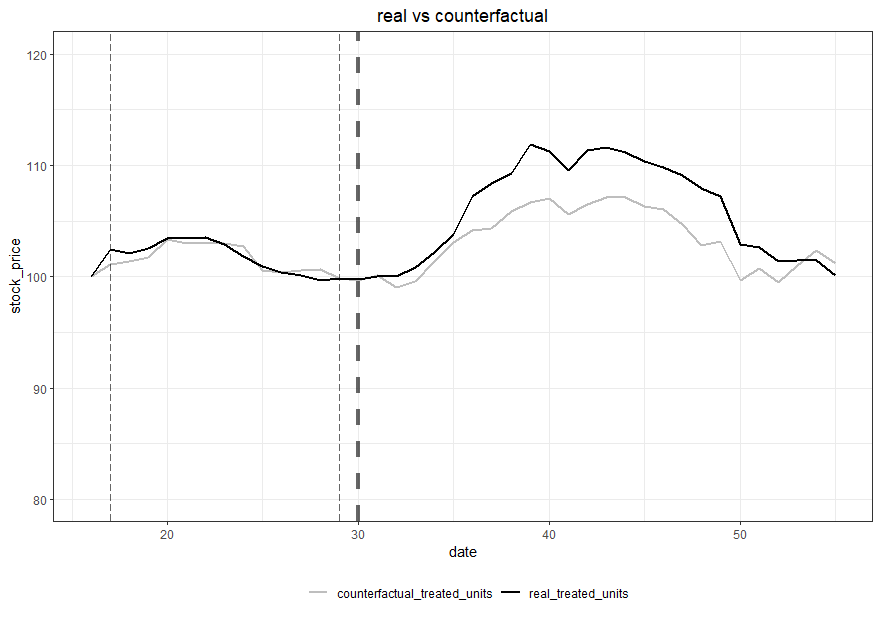 real vs counterfactual
120
110
100
90
80
stock_price
20 30 40 50
date
counterfactual_treated_units real_treated_units